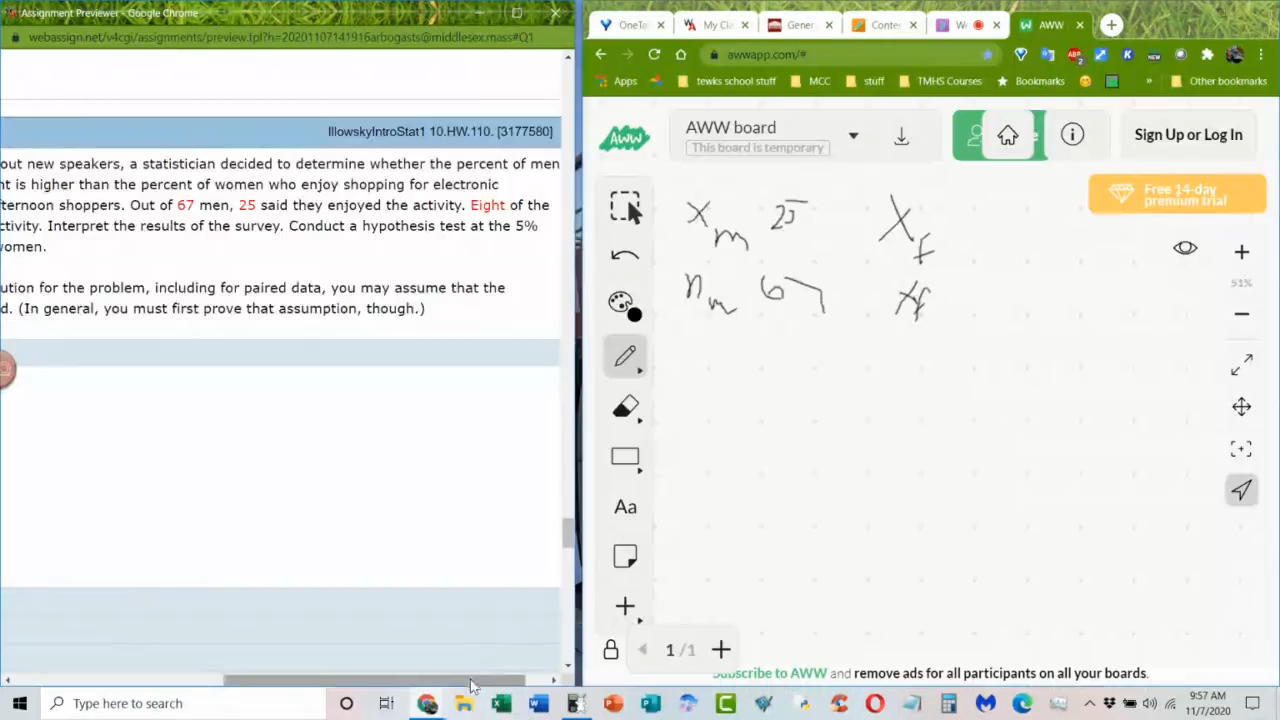 Assignment Previewer - Google Chrome
webassign.net/v4cgi/assignments/preview.tpl?h=20201107141916arbogasts@middlesex.mass#Q1
IllowskyIntroStat1 10.HW.110. [3177580]
out new speakers, a statistician decided to determine whether the percent of men
nt is higher than the percent of women who enjoy shopping for electronic
ternoon shoppers. Out of 67 men, 25 said they enjoyed the activity. Eight of the
ctivity. Interpret the results of the survey. Conduct a hypothesis test at the 5%
women.
ution for the problem, including for paired data, you may assume that the
d. (In general, you must first prove that assumption, though.)
OneTa
My Cla
Gener
Conter
We
AWW
awwapp.com/#
Apps
tewks school stuff
MCC
stuff
TMHS Courses
Bookmarks
»
Other bookmarks
AWW
AWW board
This board is temporary
Sign Up or Log In
Free 14-day
premium trial
51%
x m 25 X f
n m 67 x f
Aa
1 / 1
Subscribe to AWW and remove ads for all participants on all your boards.
Type here to search
9:57 AM
11/7/2020